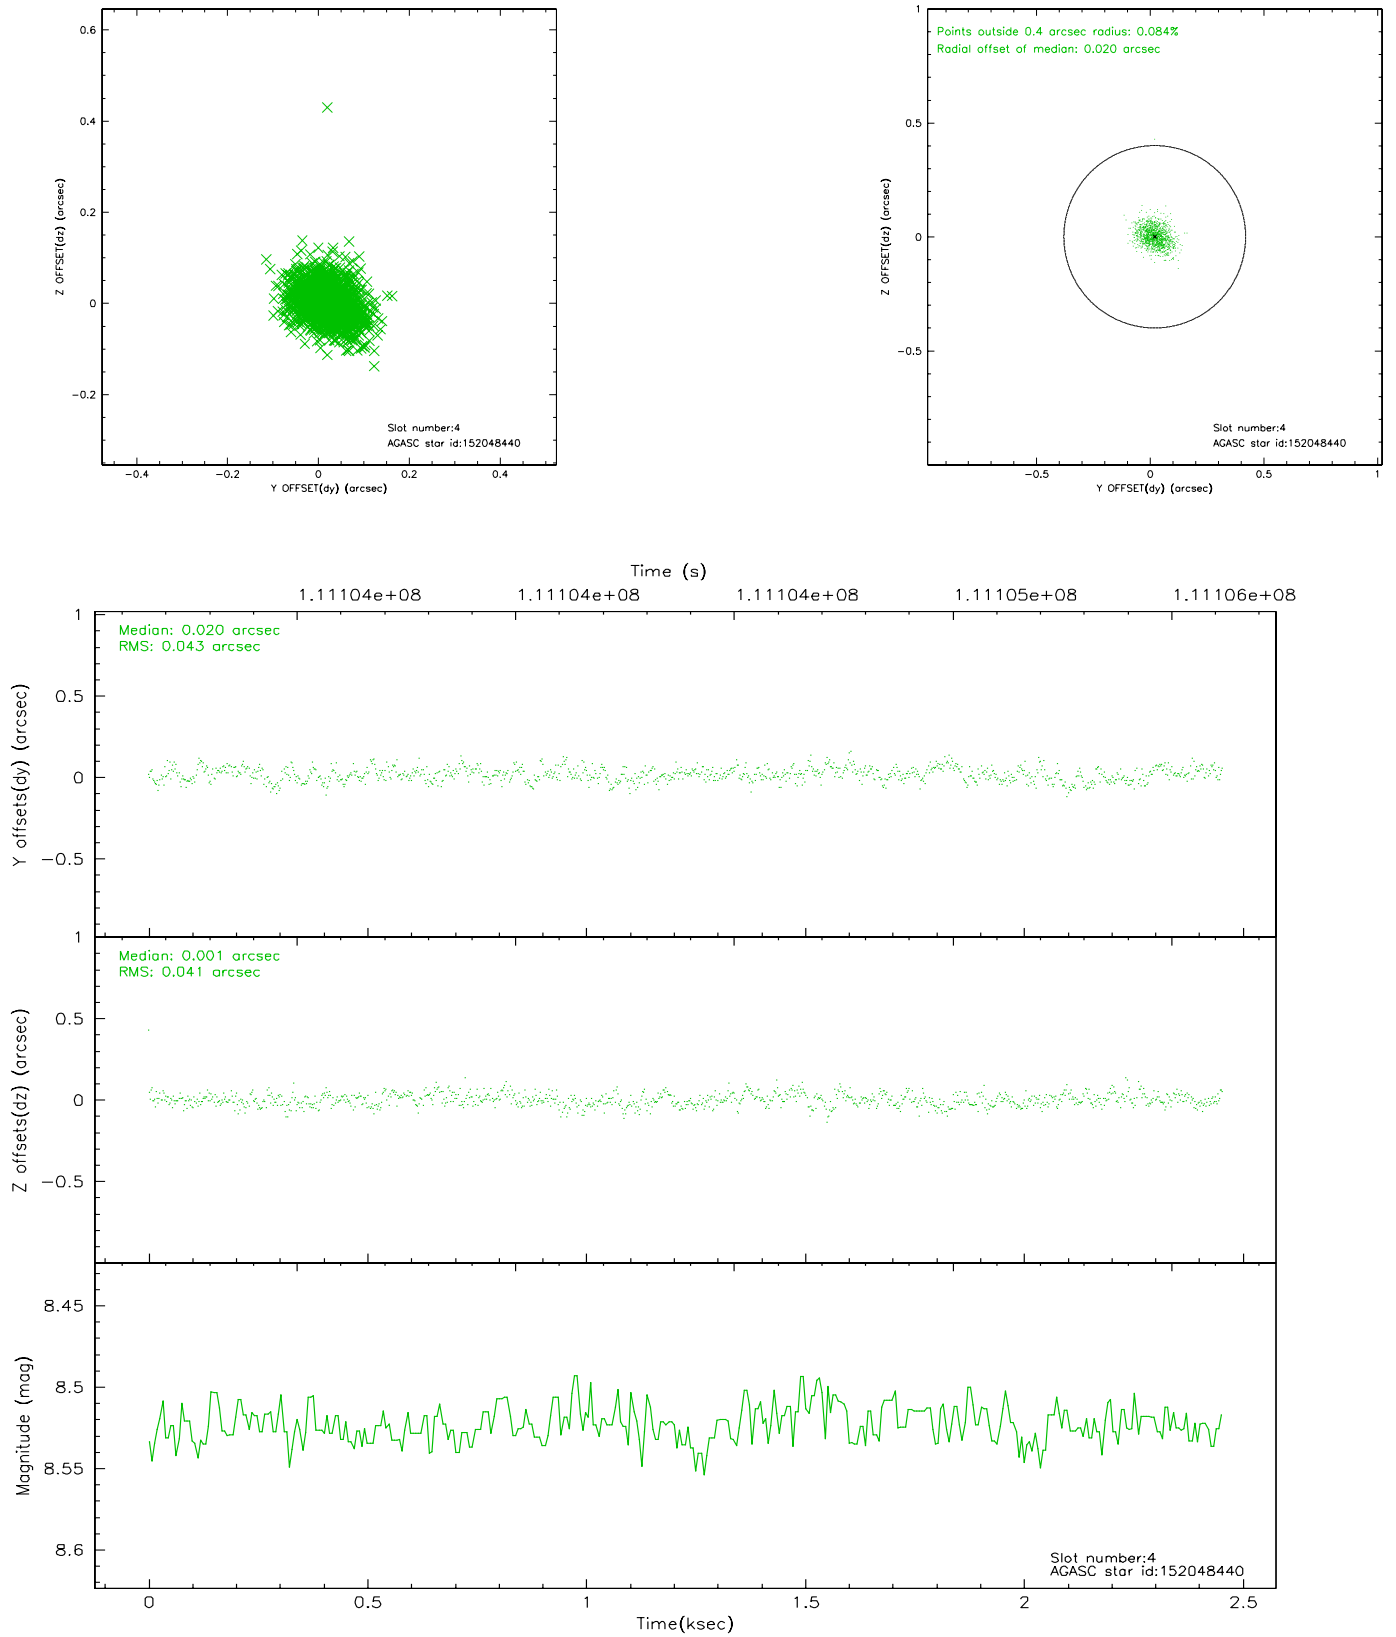 0.6
0.4
0.2
0
−0.2
Z OFFSET(dz) (arcsec)
−0.4
−0.2
0
0.2
0.4
Y OFFSET(dy) (arcsec)
Slot number:4
AGASC star id:152048440
Points outside 0.4 arcsec radius: 0.084%
Radial offset of median: 0.020 arcsec
1
0.5
0
−0.5
Z OFFSET(dz) (arcsec)
−0.5
0
0.5
1
Y OFFSET(dy) (arcsec)
Slot number:4
AGASC star id:152048440
Time (s)
1.11104e+08 1.11104e+08 1.11104e+08 1.11105e+08 1.11106e+08
Median: 0.020 arcsec
RMS: 0.043 arcsec
1
0.5
0
−0.5
Y offsets(dy) (arcsec)
Median: 0.001 arcsec
RMS: 0.041 arcsec
1
0.5
0
−0.5
Z offsets(dz) (arcsec)
8.45
8.5
8.55
8.6
Magnitude (mag)
Slot number:4
AGASC star id:152048440
0 0.5 1 1.5 2 2.5
Time(ksec)